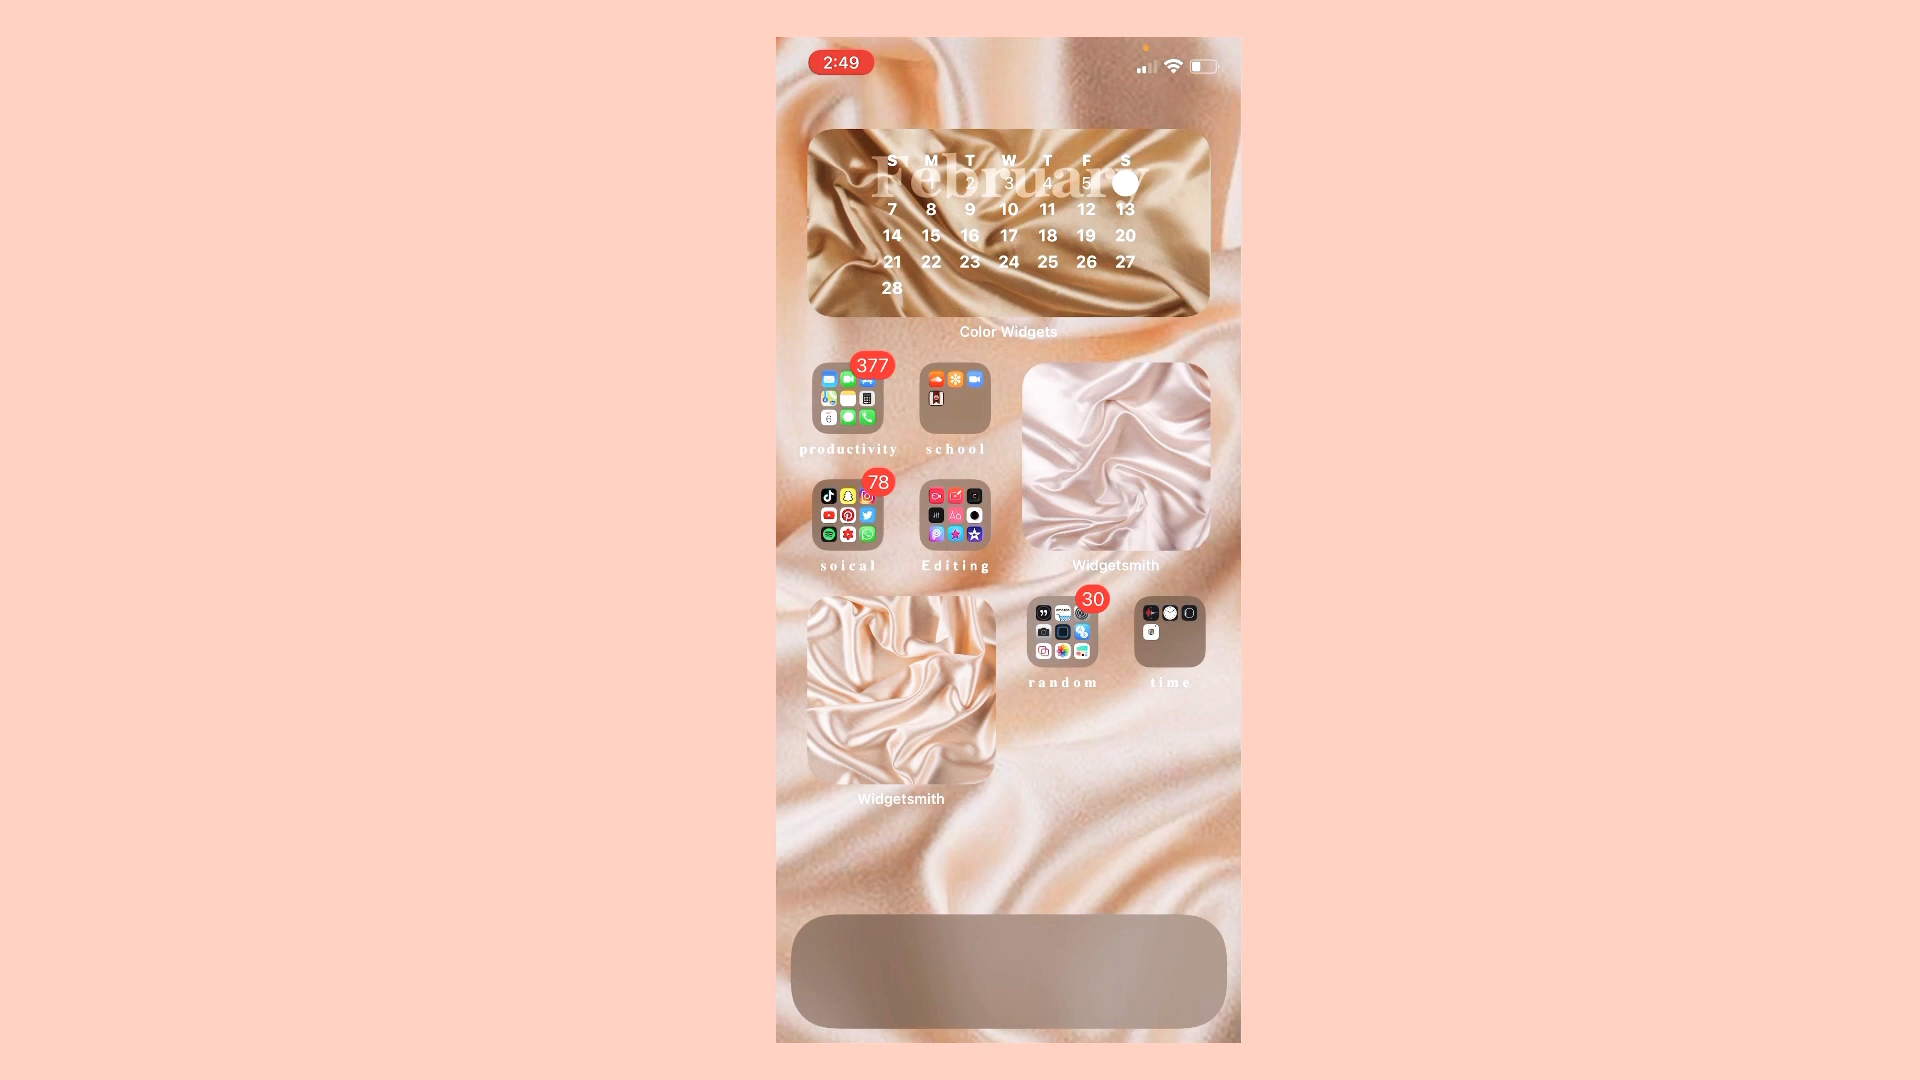 2:49
February
S M T W T F S
1 2 3 4 5
7 8 9 10 11 12 13
14 15 16 17 18 19 20
21 22 23 24 25 26 27
28
Color Widgets
377
6
productivity
school
78
soical
Editing
Widgetsmith
30
random
time
Widgetsmith